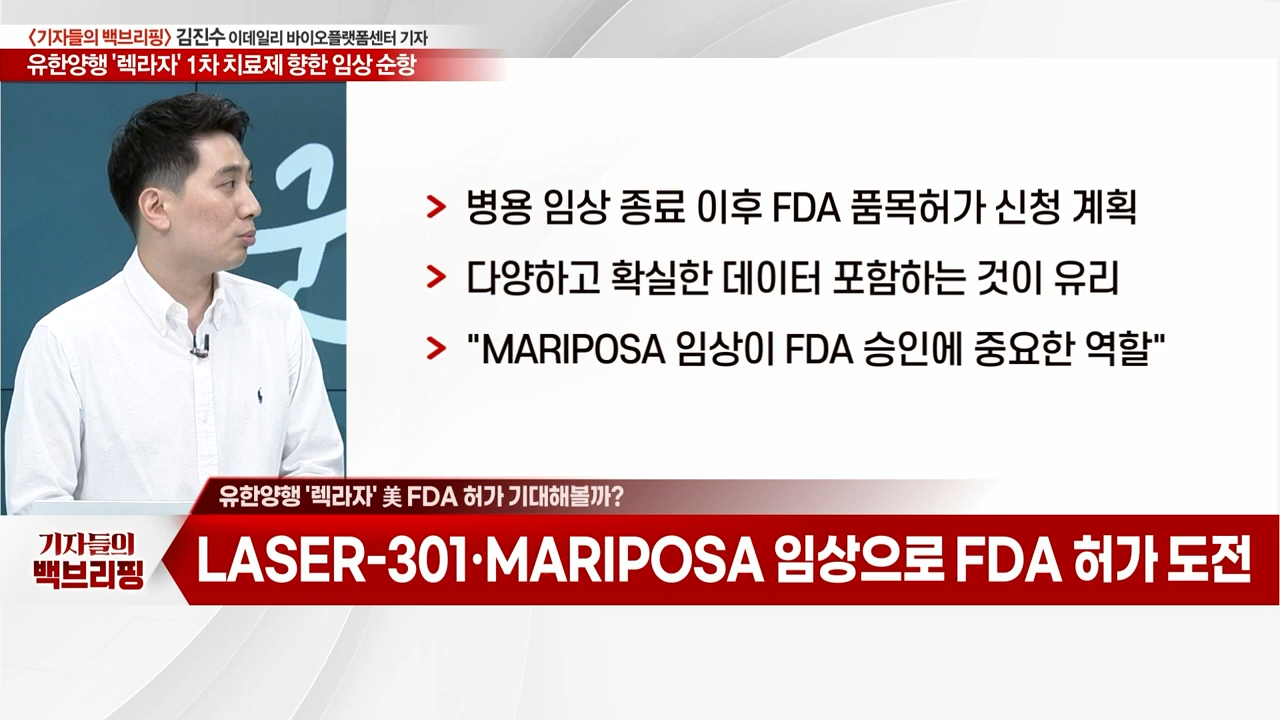 〈기자들의 백브리핑〉 김진수 이데일리 바이오플랫폼센터 기자
유한양행 '렉라자' 1차 치료제 향한 임상 순항
> 병용 임상 종료 이후 FDA 품목허가 신청 계획
> 다양하고 확실한 데이터 포함하는 것이 유리
> "MARIPOSA 임상이 FDA 승인에 중요한 역할"
유한양행 '렉라자' 美 FDA 허가 기대해볼까?
기자들의
백브리핑
LASER-301·MARIPOSA 임상으로 FDA 허가 도전